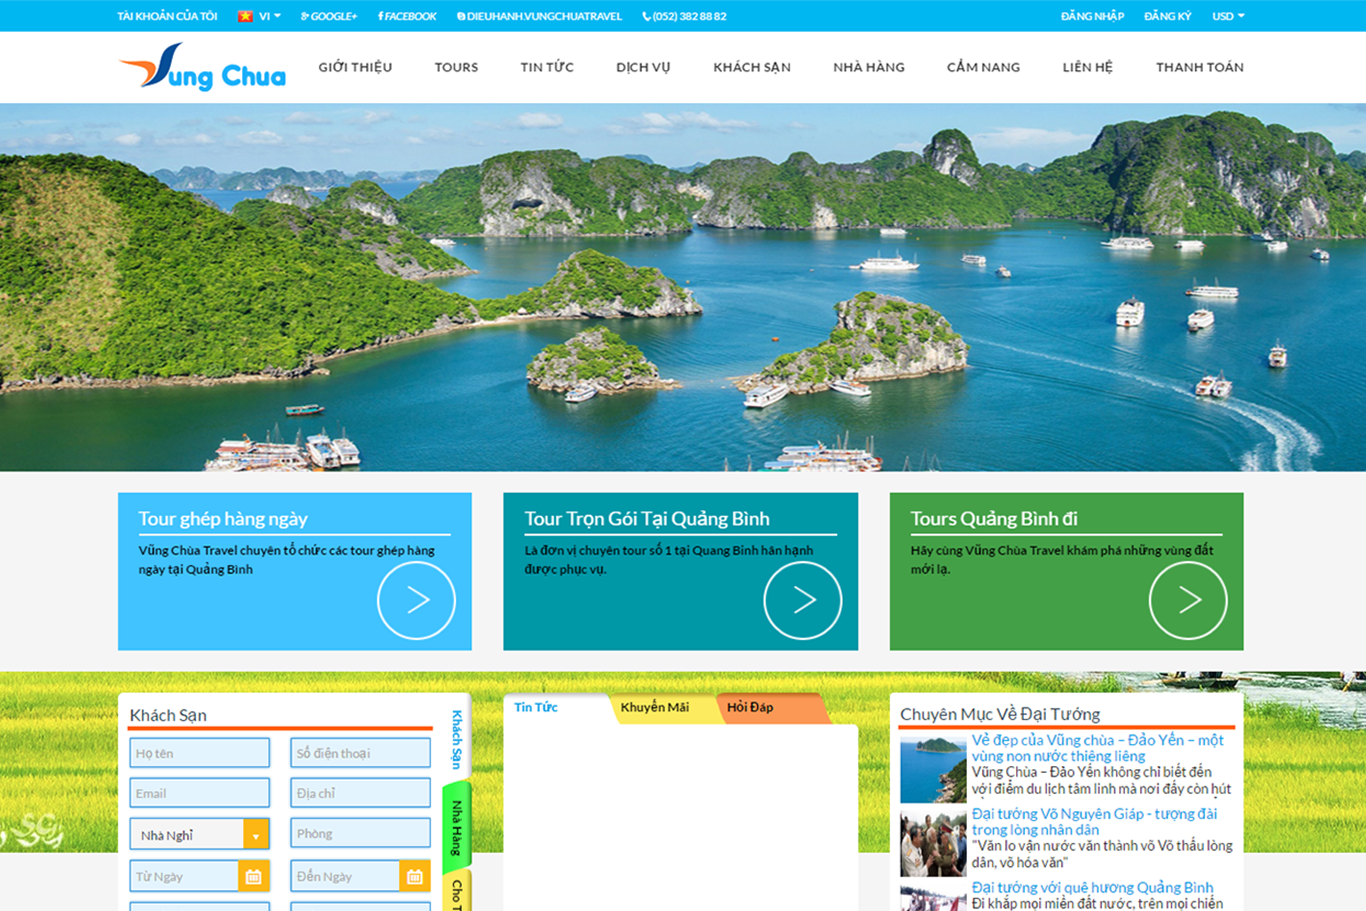 TÀI KHOẢN CỦA TÔI VI GOOGLE+ FACEBOOK DIEUHANH.VUNGCHUATRAVEL (052) 382 88 82 ĐĂNG NHẬP ĐĂNG KÝ USD
Vung Chua
GIỚI THIỆU TOURS TIN TỨC DỊCH VỤ KHÁCH SẠN NHÀ HÀNG CẨM NANG LIÊN HỆ THANH TOÁN
Tour ghép hàng ngày
Vũng Chùa Travel chuyên tổ chức các tour ghép hàng
ngày tại Quảng Bình
Tour Trọn Gói Tại Quảng Bình
Là đơn vị chuyên tour số 1 tại Quang Binh hân hạnh
được phục vụ.
Tours Quảng Bình đi
Hãy cùng Vũng Chùa Travel khám phá những vùng đất
mới lạ.
Khách Sạn
Họ tên Số điện thoại
Email Địa chỉ
Nhà Nghỉ Phòng
Từ Ngày Đến Ngày
Khách Sạn
Nhà Hàng
Cho T
Tin Tức Khuyến Mãi Hỏi Đáp
Chuyên Mục Về Đại Tướng
Vẻ đẹp của Vũng chùa – Đảo Yến – một
vùng non nước thiêng liêng
Vũng Chùa – Đảo Yến không chỉ biết đến
với điểm du lịch tâm linh mà nơi đấy còn hút
Đại tướng Võ Nguyên Giáp - tượng đài
trong lòng nhân dân
"Văn lo vận nước văn thành võ Võ thấu lòng
dân, võ hóa văn"
Đại tướng với quê hương Quảng Bình
Đi khắp mọi miền đất nước, trên mọi chiến